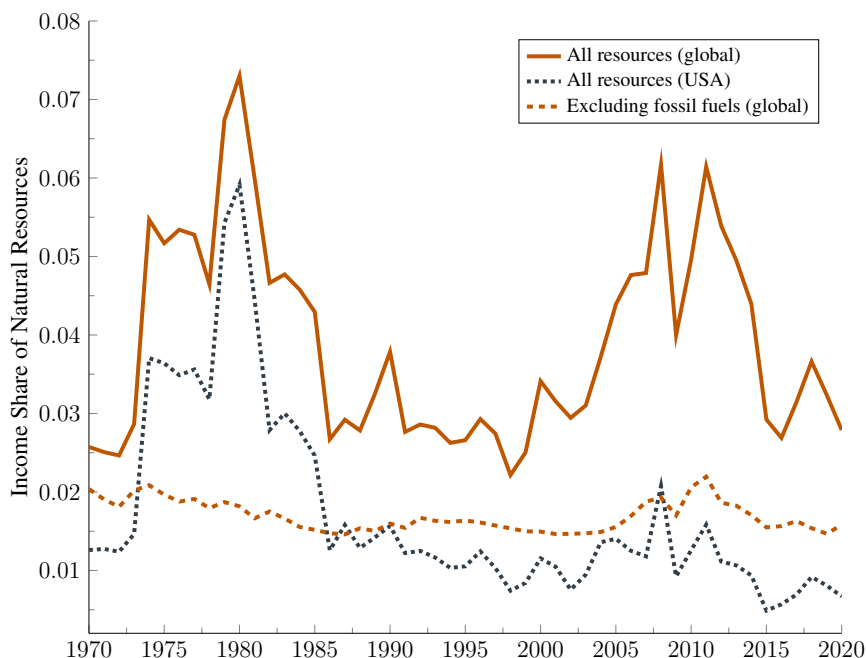 0.08
0.07
0.06
0.05
0.04
0.03
0.02
0.01
Income Share of Natural Resources
All resources (global)
All resources (USA)
Excluding fossil fuels (global)
1970 1975 1980 1985 1990 1995 2000 2005 2010 2015 2020